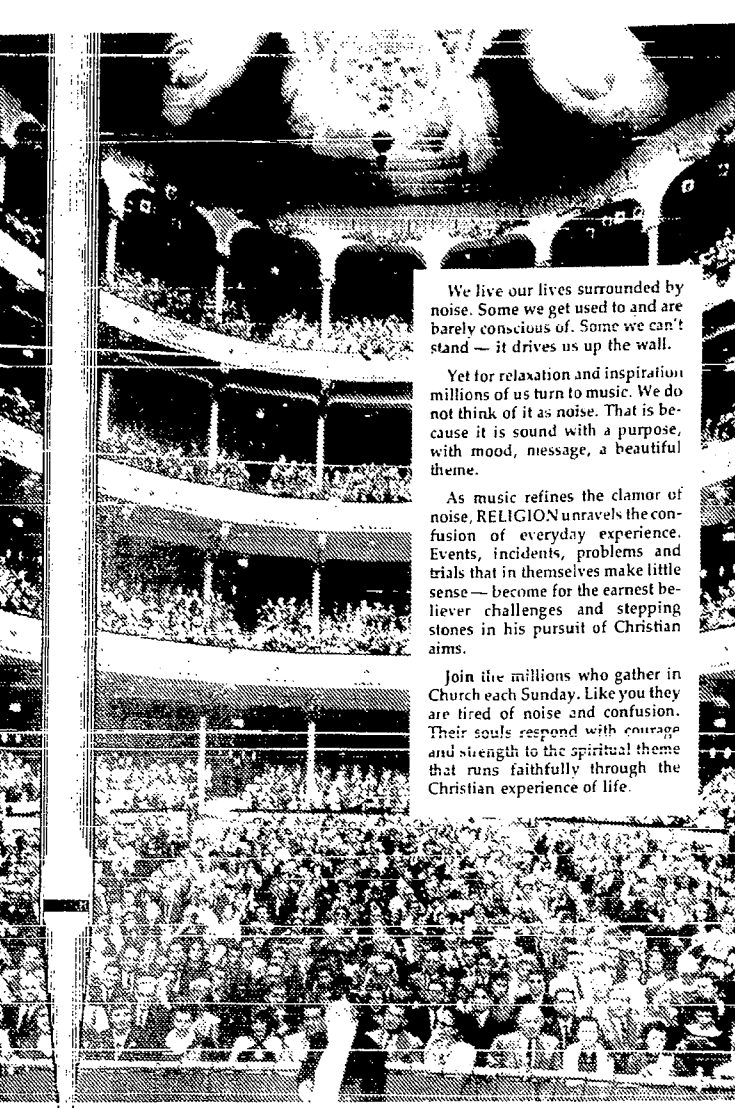 We live our lives surrounded by
noise. Some we get used to and are
barely conscious of. Some we can't
stand — it drives us up the wall.
Yet for relaxation and inspiration
millions of us turn to music. We do
not think of it as noise. That is be-
cause it is sound with a purpose,
with mood, message, a beautiful
theme.
As music refines the clamor of
noise, RELIGION unravels the con-
fusion of everyday experience.
Events, incidents, problems and
trials that in themselves make little
sense — become for the earnest be-
liever challenges and stepping
stones in his pursuit of Christian
aims.
Join the millions who gather in
Church each Sunday. Like you they
are tired of noise and confusion.
Their souls respond with courage
and strength to the spiritual theme
that runs faithfully through the
Christian experience of life.